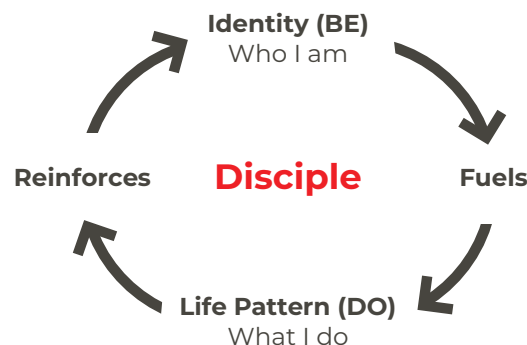 Identity (BE)
Who I am
Reinforces
Disciple
Fuels
Life Pattern (DO)
What I do